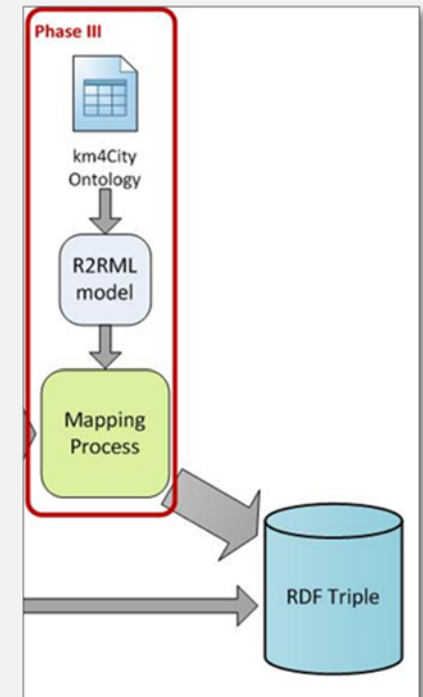 Phase III
km4City
Ontology
R2RML
model
Mapping
Process
RDF Triple